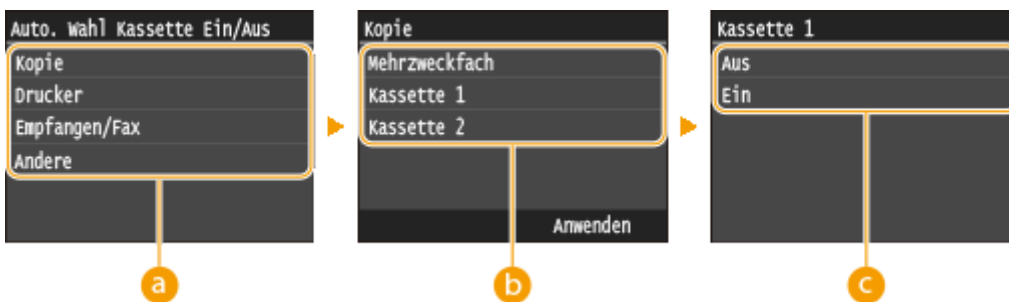 Auto. Wahl Kassette Ein/Aus
Kopie
Drucker
Empfangen/Fax
Andere
a
Kopie
Mehrzweckfach
Kassette 1
Kassette 2
Anwenden
b
Kassette 1
Aus
Ein
c